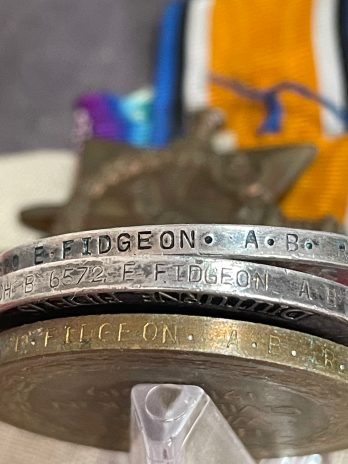 E·FIDGEON· A·B·
H·B 6572 E FIDGEON A B
FIDGEON· A·B· R·